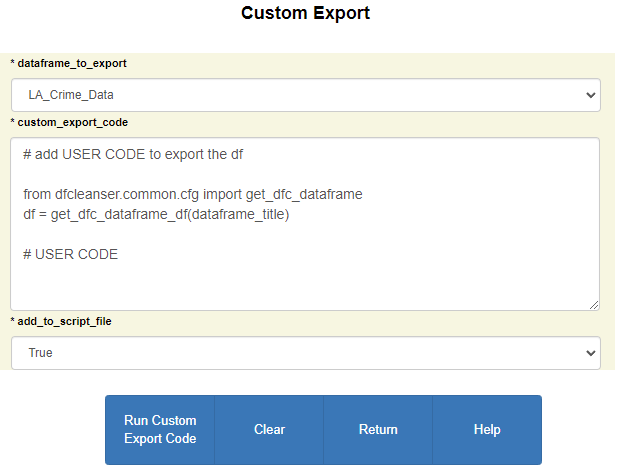 Custom Export
* dataframe_to_export
LA_Crime_Data
* custom_export_code
# add USER CODE to export the df
from dfcleanser.common.cfg import get_dfc_dataframe
df = get_dfc_dataframe_df(dataframe_title)
# USER CODE
* add_to_script_file
True
Run Custom
Export Code
Clear
Return
Help